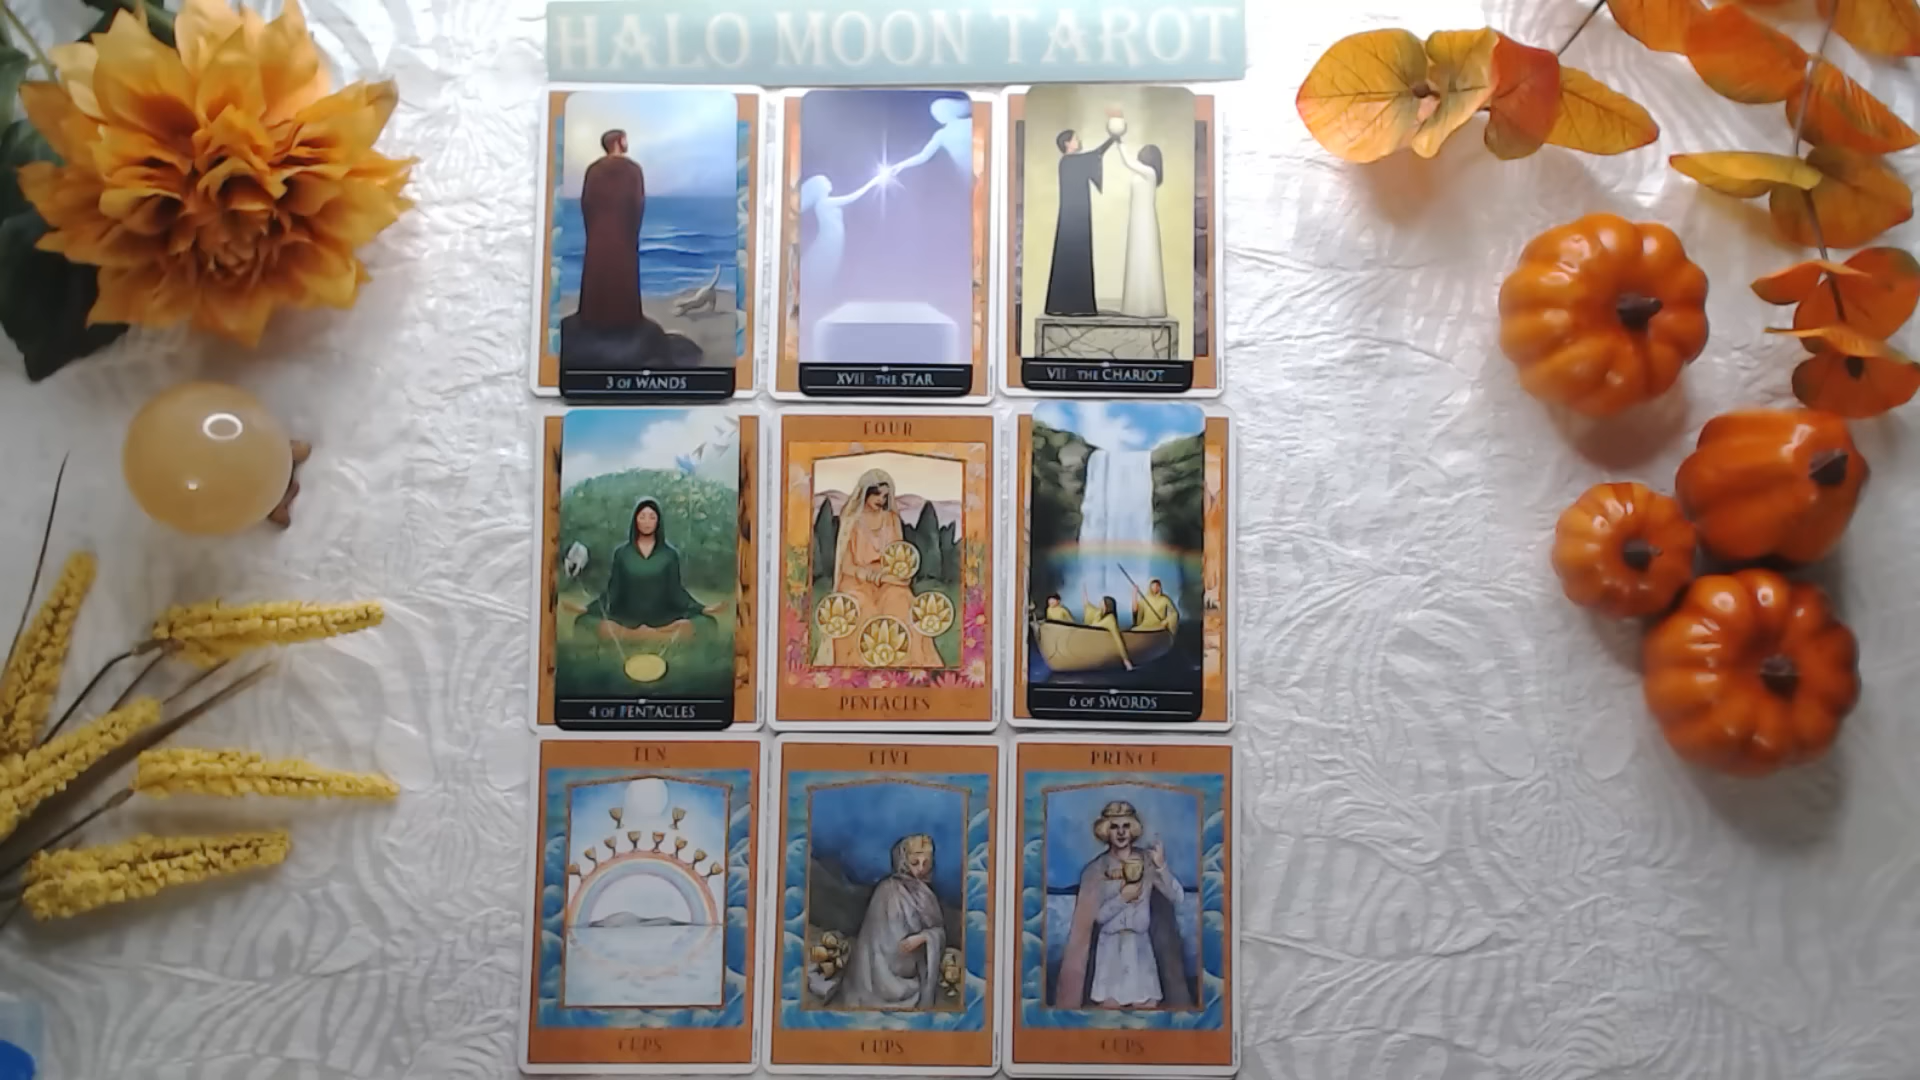 HALO MOON TAROT
3 OF WANDS
XVII - THE STAR
VII - THE CHARIOT
4 OF PENTACLES
FOUR
PENTACLES
6 OF SWORDS
TEN
CUPS
FIVE
CUPS
PRINCE
CUPS